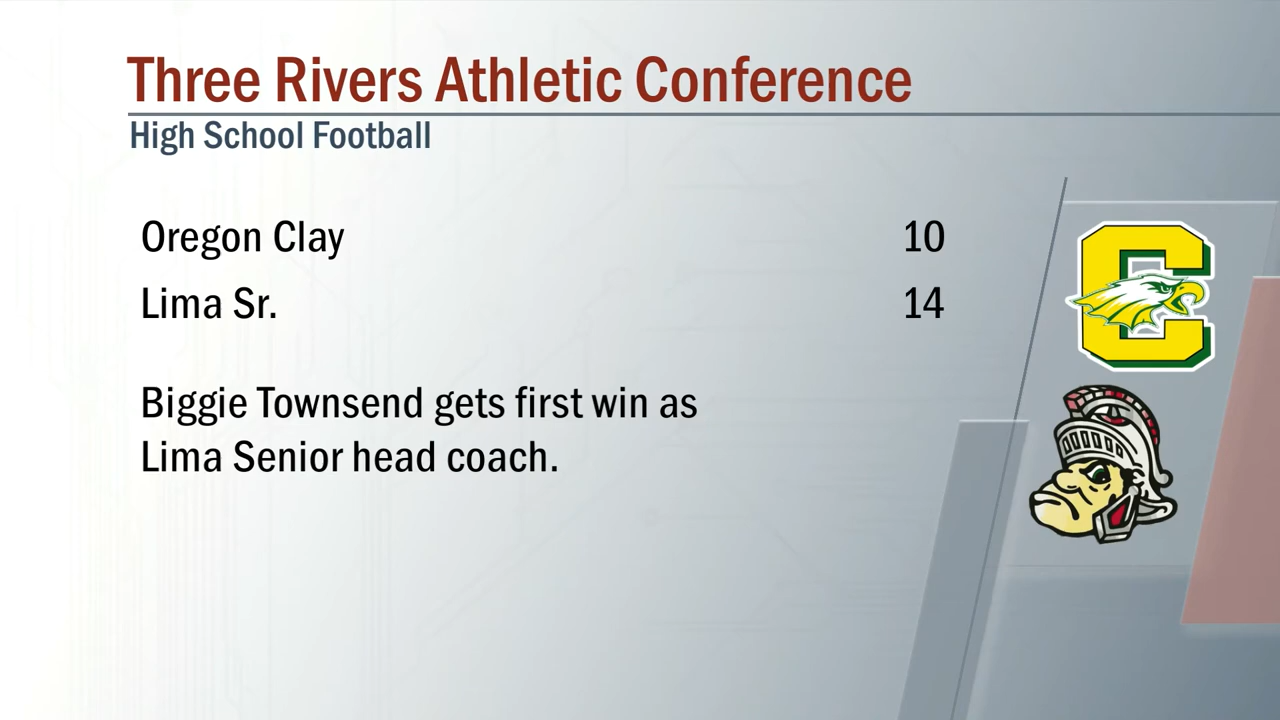 Three Rivers Athletic Conference
High School Football
Oregon Clay 10
Lima Sr. 14
C
Biggie Townsend gets first win as
Lima Senior head coach.